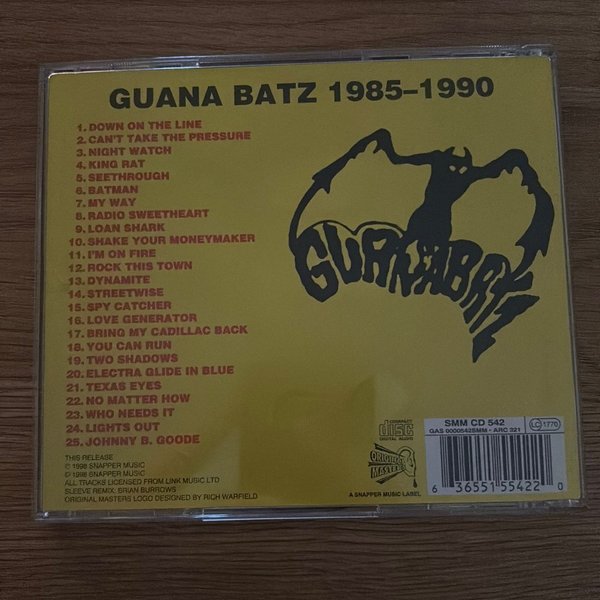 GUANA BATZ 1985–1990
1. DOWN ON THE LINE
2. CAN'T TAKE THE PRESSURE
3. NIGHT WATCH
4. KING RAT
5. SEETHROUGH
6. BATMAN
7. MY WAY
8. RADIO SWEETHEART
9. LOAN SHARK
10. SHAKE YOUR MONEYMAKER
11. I'M ON FIRE
12. ROCK THIS TOWN
13. DYNAMITE
14. STREETWISE
15. SPY CATCHER
16. LOVE GENERATOR
17. BRING MY CADILLAC BACK
18. YOU CAN RUN
19. TWO SHADOWS
20. ELECTRA GLIDE IN BLUE
21. TEXAS EYES
22. NO MATTER HOW
23. WHO NEEDS IT
24. LIGHTS OUT
25. JOHNNY B. GOODE
GUANABATZ
THIS RELEASE
℗ 1998 SNAPPER MUSIC
© 1998 SNAPPER MUSIC
ALL TRACKS LICENSED FROM LINK MUSIC LTD
SLEEVE REMIX: BRIAN BURROWS
ORIGINAL MASTERS LOGO DESIGNED BY RICH WARFIELD
COMPACT
disc
DIGITAL AUDIO
ORIGINAL
MASTERS
A SNAPPER MUSIC LABEL
SMM CD 542
GAS 0000542SMM - ARC 321
LC 1770
6 36551 55422 0